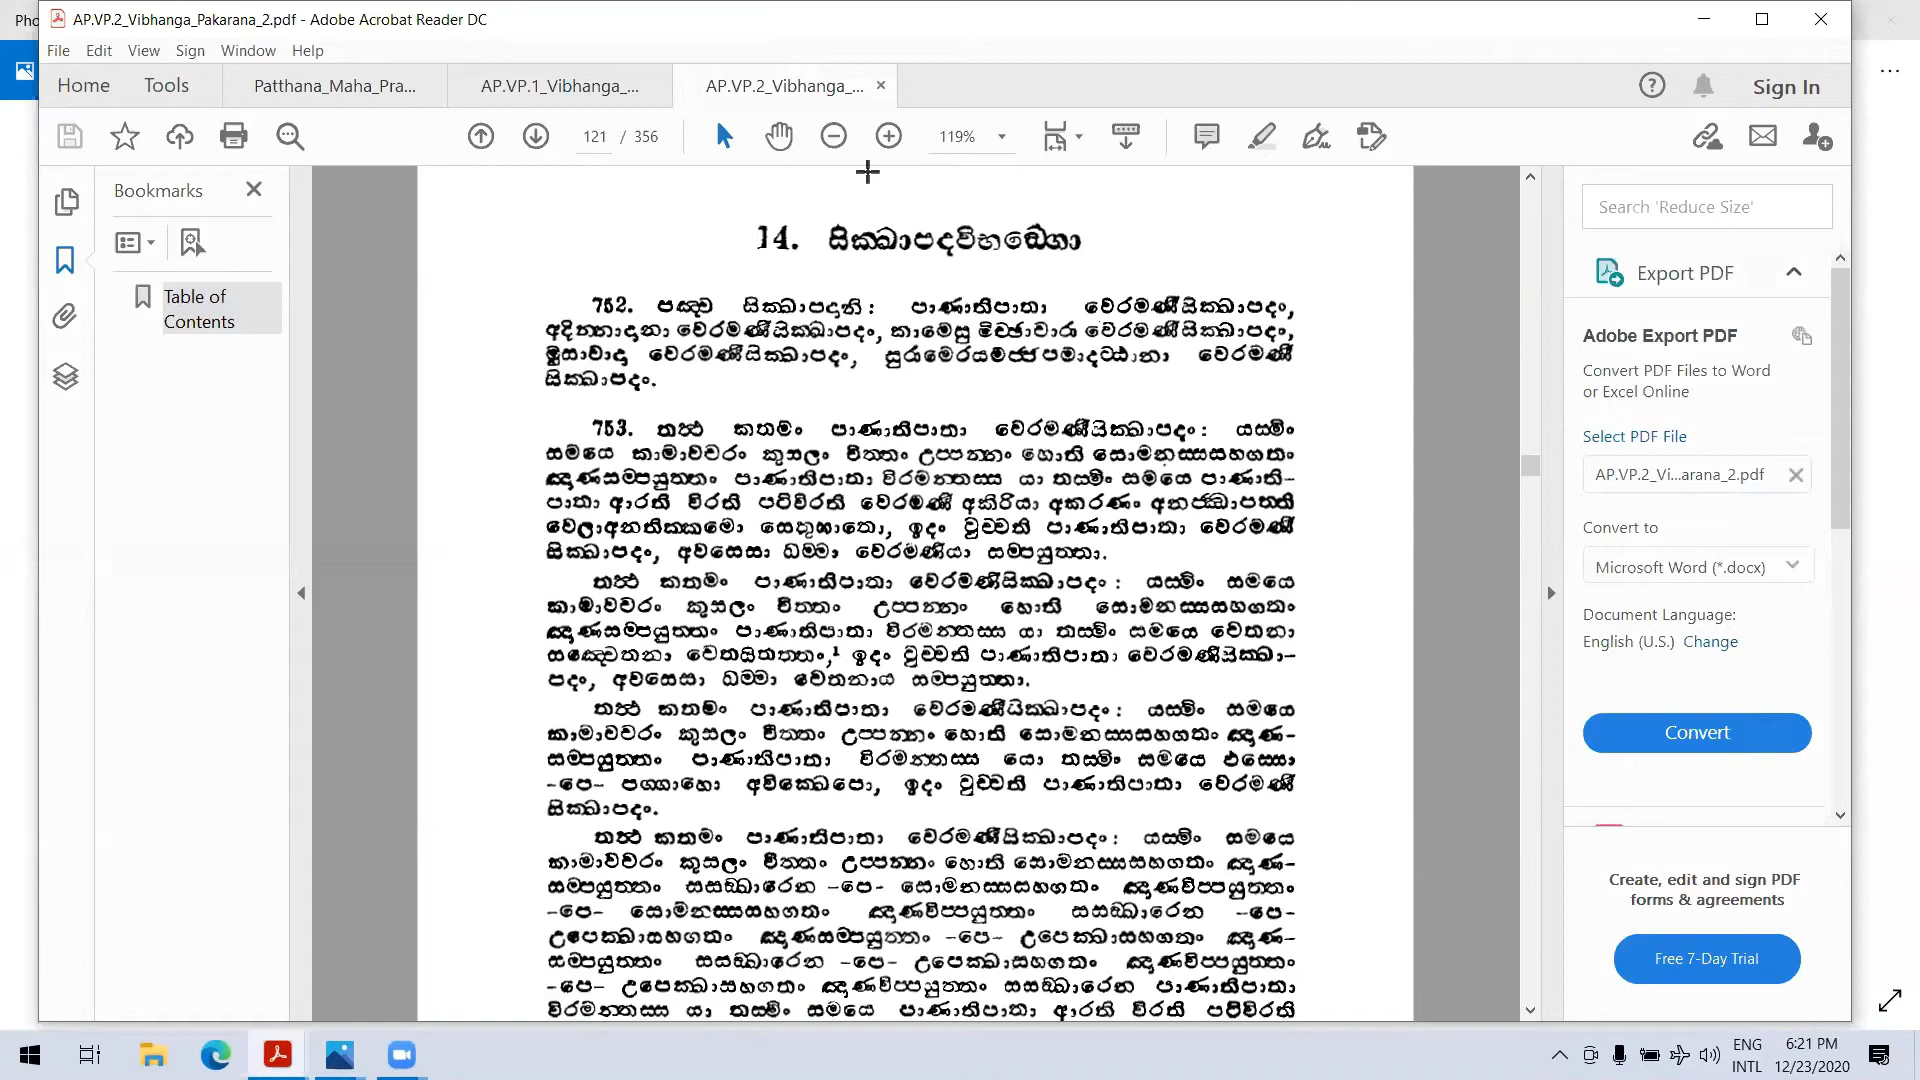 Pho
AP.VP.2_Vibhanga_Pakarana_2.pdf - Adobe Acrobat Reader DC
File Edit View Sign Window Help
Home Tools Patthana_Maha_Pra... AP.VP.1_Vibhanga_... AP.VP.2_Vibhanga_... Sign In
121 / 356 119%
Bookmarks
Table of
Contents
14. සික්ඛාපදවිභඞ්ගො
752. පඤ්ච සික්ඛාපදානි: පාණාතිපාතා වෙරමණීසික්ඛාපදං,
අදින්නාදානා වෙරමණීසික්ඛාපදං, කාමෙසු මිච්ඡාචාරා වෙරමණීසික්ඛාපදං,
මුසාවාදා වෙරමණීසික්ඛාපදං, සුරාමෙරයමජ්ජපමාදට්ඨානා වෙරමණී
සික්ඛාපදං.
753. තත්ථ කතමං පාණාතිපාතා වෙරමණීසික්ඛාපදං: යස්මිං
සමයෙ කාමාවචරං කුසලං චිත්තං උප්පන්නං හොති සොමනස්සසහගතං
ඤාණසම්පයුත්තං පාණාතිපාතා විරමන්තස්ස යා තස්මිං සමයෙ පාණාති-
පාතා ආරති විරති පටිවිරති වෙරමණී අකිරියා අකරණං අනජ්ඣාපත්ති
වෙලාඅනතික්කමො සෙතුඝාතො, ඉදං වුච්චති පාණාතිපාතා වෙරමණී
සික්ඛාපදං, අවසෙසා ධම්මා වෙරමණියා සම්පයුත්තා.
තත්ථ කතමං පාණාතිපාතා වෙරමණීසික්ඛාපදං: යස්මිං සමයෙ
කාමාවචරං කුසලං චිත්තං උප්පන්නං හොති සොමනස්සසහගතං
ඤාණසම්පයුත්තං පාණාතිපාතා විරමන්තස්ස යා තස්මිං සමයෙ චෙතනා
සඤ්චෙතනා චෙතයිතත්තං,¹ ඉදං වුච්චති පාණාතිපාතා වෙරමණීසික්ඛා-
පදං, අවසෙසා ධම්මා චෙතනාය සම්පයුත්තා.
තත්ථ කතමං පාණාතිපාතා වෙරමණීසික්ඛාපදං: යස්මිං සමයෙ
කාමාවචරං කුසලං චිත්තං උප්පන්නං හොති සොමනස්සසහගතං ඤාණ-
සම්පයුත්තං පාණාතිපාතා විරමන්තස්ස යො තස්මිං සමයෙ ඵස්සො
-පෙ- පග්ගාහො අවික්ඛෙපො, ඉදං වුච්චති පාණාතිපාතා වෙරමණී
සික්ඛාපදං.
තත්ථ කතමං පාණාතිපාතා වෙරමණීසික්ඛාපදං: යස්මිං සමයෙ
කාමාවචරං කුසලං චිත්තං උප්පන්නං හොති සොමනස්සසහගතං ඤාණ-
සම්පයුත්තං සසඞ්ඛාරෙන -පෙ- සොමනස්සසහගතං ඤාණවිප්පයුත්තං
-පෙ- සොමනස්සසහගතං ඤාණවිප්පයුත්තං සසඞ්ඛාරෙන -පෙ-
උපෙක්ඛාසහගතං ඤාණසම්පයුත්තං -පෙ- උපෙක්ඛාසහගතං ඤාණ-
සම්පයුත්තං සසඞ්ඛාරෙන -පෙ- උපෙක්ඛාසහගතං ඤාණවිප්පයුත්තං
-පෙ- උපෙක්ඛාසහගතං ඤාණවිප්පයුත්තං සසඞ්ඛාරෙන පාණාතිපාතා
විරමන්තස්ස යා තස්මිං සමයෙ පාණාතිපාතා ආරති විරති පටිවිරති
Search 'Reduce Size'
Export PDF
Adobe Export PDF
Convert PDF Files to Word
or Excel Online
Select PDF File
AP.VP.2_Vi...arana_2.pdf
Convert to
Microsoft Word (*.docx)
Document Language:
English (U.S.) Change
Convert
Create, edit and sign PDF
forms & agreements
Free 7-Day Trial
ENG 6:21 PM
INTL 12/23/2020